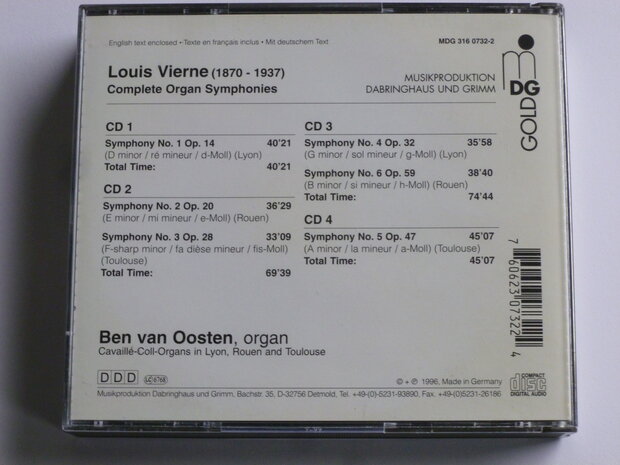 English text enclosed • Texte en français inclus • Mit deutschem Text
MDG 316 0732-2
Louis Vierne (1870 - 1937)
Complete Organ Symphonies
MUSIKPRODUKTION
DABRINGHAUS UND GRIMM
MDG
GOLD
CD 1
Symphony No. 1 Op. 14 40'21
(D minor / ré mineur / d-Moll) (Lyon)
Total Time: 40'21
CD 2
Symphony No. 2 Op. 20 36'29
(E minor / mi mineur / e-Moll) (Rouen)
Symphony No. 3 Op. 28 33'09
(F-sharp minor / fa dièse mineur / fis-Moll)
(Toulouse)
Total Time: 69'39
CD 3
Symphony No. 4 Op. 32 35'58
(G minor / sol mineur / g-Moll) (Lyon)
Symphony No. 6 Op. 59 38'40
(B minor / si mineur / h-Moll) (Rouen)
Total Time: 74'44
CD 4
Symphony No. 5 Op. 47 45'07
(A minor / la mineur / a-Moll) (Toulouse)
Total Time: 45'07
7 60623 07322 4
Ben van Oosten, organ
Cavaillé-Coll-Organs in Lyon, Rouen and Toulouse
DDD LC 6768
© + ℗ 1996, Made in Germany
COMPACT
disc
DIGITAL AUDIO
Musikproduktion Dabringhaus und Grimm, Bachstr. 35, D-32756 Detmold, Tel. +49-(0)-5231-93890, Fax +49-(0)-5231-26186